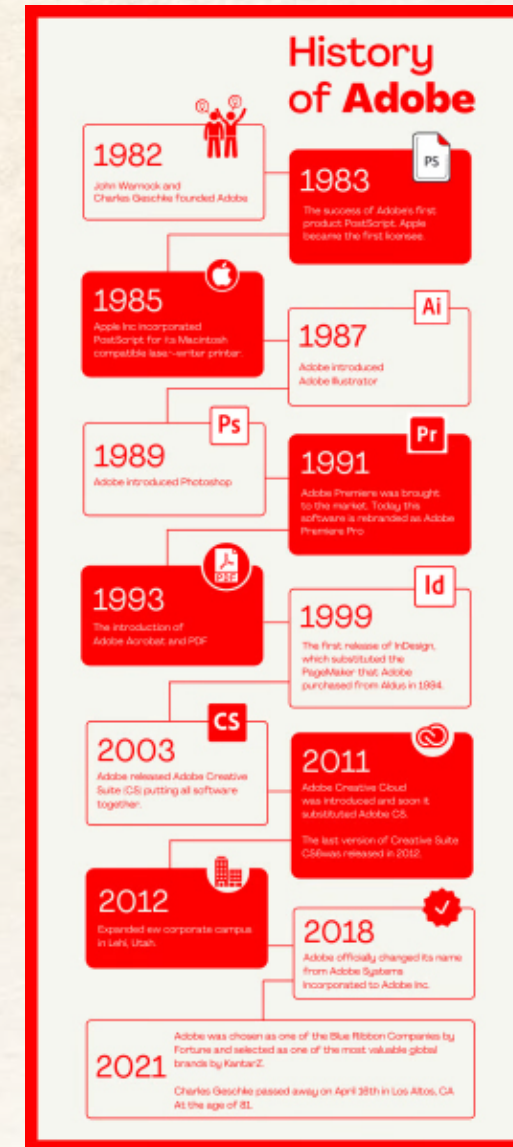 History
of Adobe
1982
John Warnock and
Charles Geschke founded Adobe
PS
1983
The success of Adobe's first
product PostScript. Apple
became the first licensee.
1985
Apple Inc incorporated
PostScript for its Macintosh
compatible laser-writer printer.
Ai
1987
Adobe introduced
Adobe Illustrator
Ps
1989
Adobe introduced Photoshop
Pr
1991
Adobe Premiere was brought
to the market. Today this
software is rebranded as Adobe
Premiere Pro
PDF
1993
The introduction of
Adobe Acrobat and PDF
Id
1999
The first release of InDesign,
which substituted the
PageMaker that Adobe
purchased from Aldus in 1994.
CS
2003
Adobe released Adobe Creative
Suite (CS) putting all software
together.
2011
Adobe Creative Cloud
was introduced and soon it
substituted Adobe CS.
The last version of Creative Suite
CS6was released in 2012.
2012
Expanded ew corporate campus
in Lehi, Utah.
2018
Adobe officially changed its name
from Adobe Systems
Incorporated to Adobe Inc.
2021
Adobe was chosen as one of the Blue Ribbon Companies by
Fortune and selected as one of the most valuable global
brands by KantarZ.
Charles Geschke passed away on April 16th in Los Altos, CA
At the age of 81.